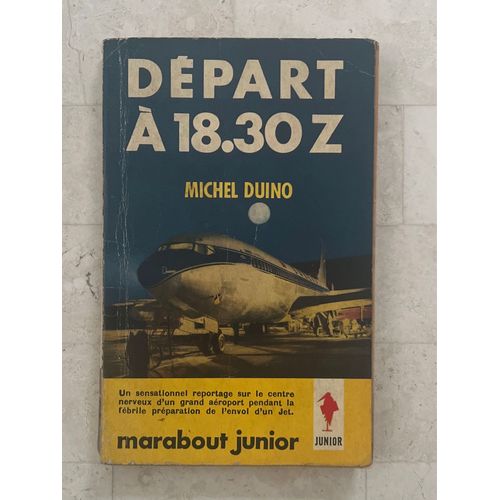 DÉPART
À 18.30 Z
MICHEL DUINO
Un sensationnel reportage sur le centre
nerveux d'un grand aéroport pendant la
fébrile préparation de l'envol d'un Jet.
marabout junior
JUNIOR